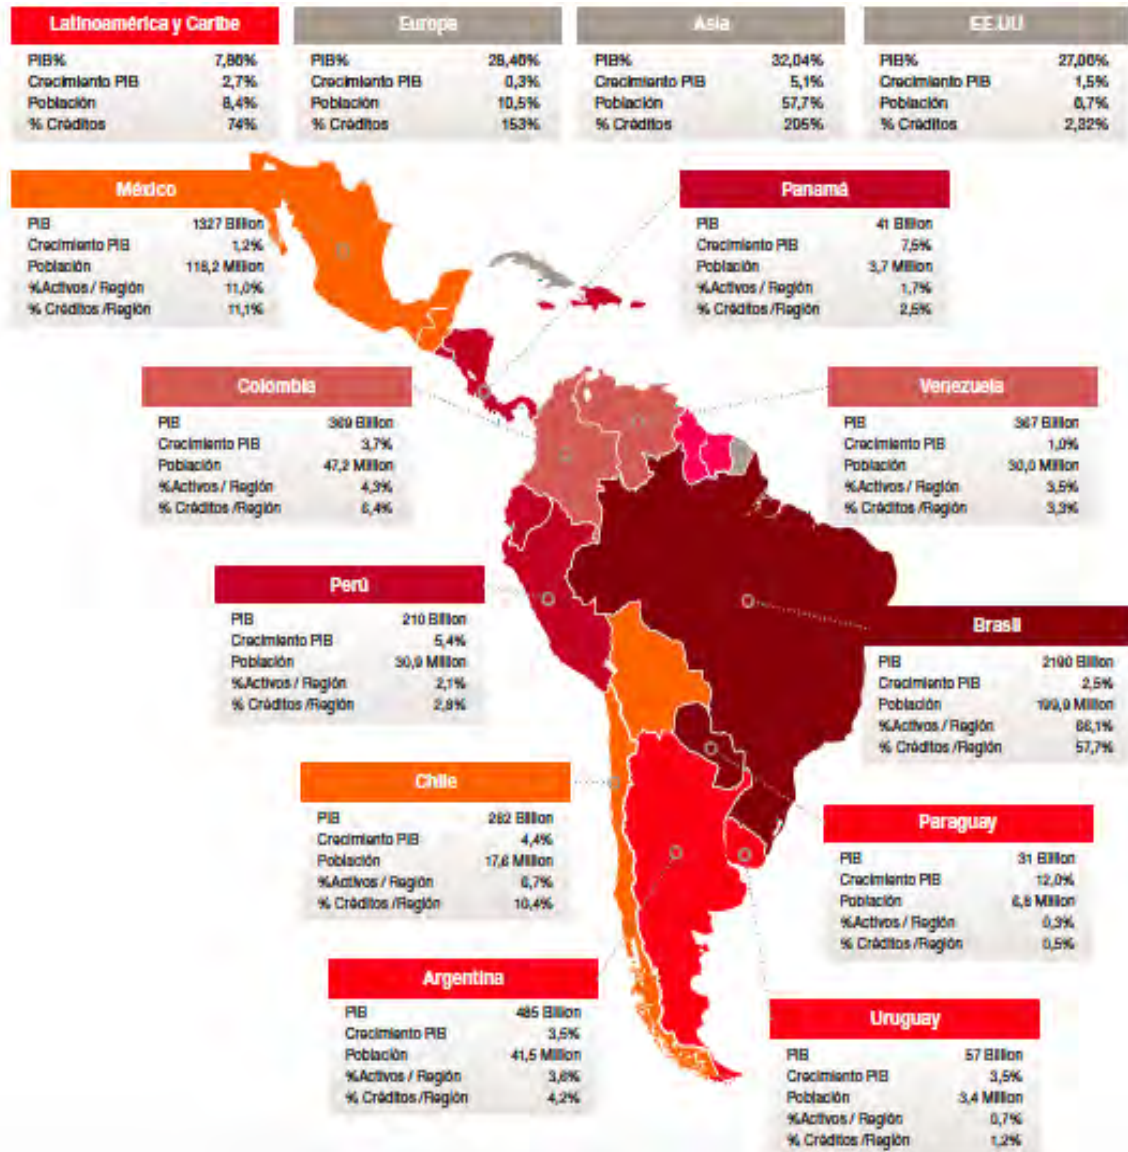 Latinoamérica y Caribe
PIB% 7,86%
Crecimiento PIB 2,7%
Población 8,4%
% Créditos 74%
Europa
PIB% 28,40%
Crecimiento PIB 0,3%
Población 10,5%
% Créditos 153%
Asia
PIB% 32,04%
Crecimiento PIB 5,1%
Población 57,7%
% Créditos 205%
EE.UU
PIB% 27,00%
Crecimiento PIB 1,5%
Población 6,7%
% Créditos 2,32%
México
PIB 1327 Billion
Crecimiento PIB 1,2%
Población 118,2 Million
%Activos / Región 11,0%
% Créditos /Región 11,1%
Panamá
PIB 41 Billion
Crecimiento PIB 7,5%
Población 3,7 Million
%Activos / Región 1,7%
% Créditos /Región 2,5%
Colombia
PIB 369 Billion
Crecimiento PIB 3,7%
Población 47,2 Million
%Activos / Región 4,3%
% Créditos /Región 6,4%
Venezuela
PIB 367 Billion
Crecimiento PIB 1,0%
Población 30,0 Million
%Activos / Región 3,5%
% Créditos /Región 3,3%
Perú
PIB 210 Billion
Crecimiento PIB 5,4%
Población 30,9 Million
%Activos / Región 2,1%
% Créditos /Región 2,8%
Brasil
PIB 2190 Billion
Crecimiento PIB 2,5%
Población 199,9 Million
%Activos / Región 66,1%
% Créditos /Región 57,7%
Chile
PIB 282 Billion
Crecimiento PIB 4,4%
Población 17,6 Million
%Activos / Región 6,7%
% Créditos /Región 10,4%
Paraguay
PIB 31 Billion
Crecimiento PIB 12,0%
Población 6,8 Million
%Activos / Región 0,3%
% Créditos /Región 0,5%
Argentina
PIB 485 Billion
Crecimiento PIB 3,5%
Población 41,5 Million
%Activos / Región 3,6%
% Créditos /Región 4,2%
Uruguay
PIB 57 Billion
Crecimiento PIB 3,5%
Población 3,4 Million
%Activos / Región 0,7%
% Créditos /Región 1,2%